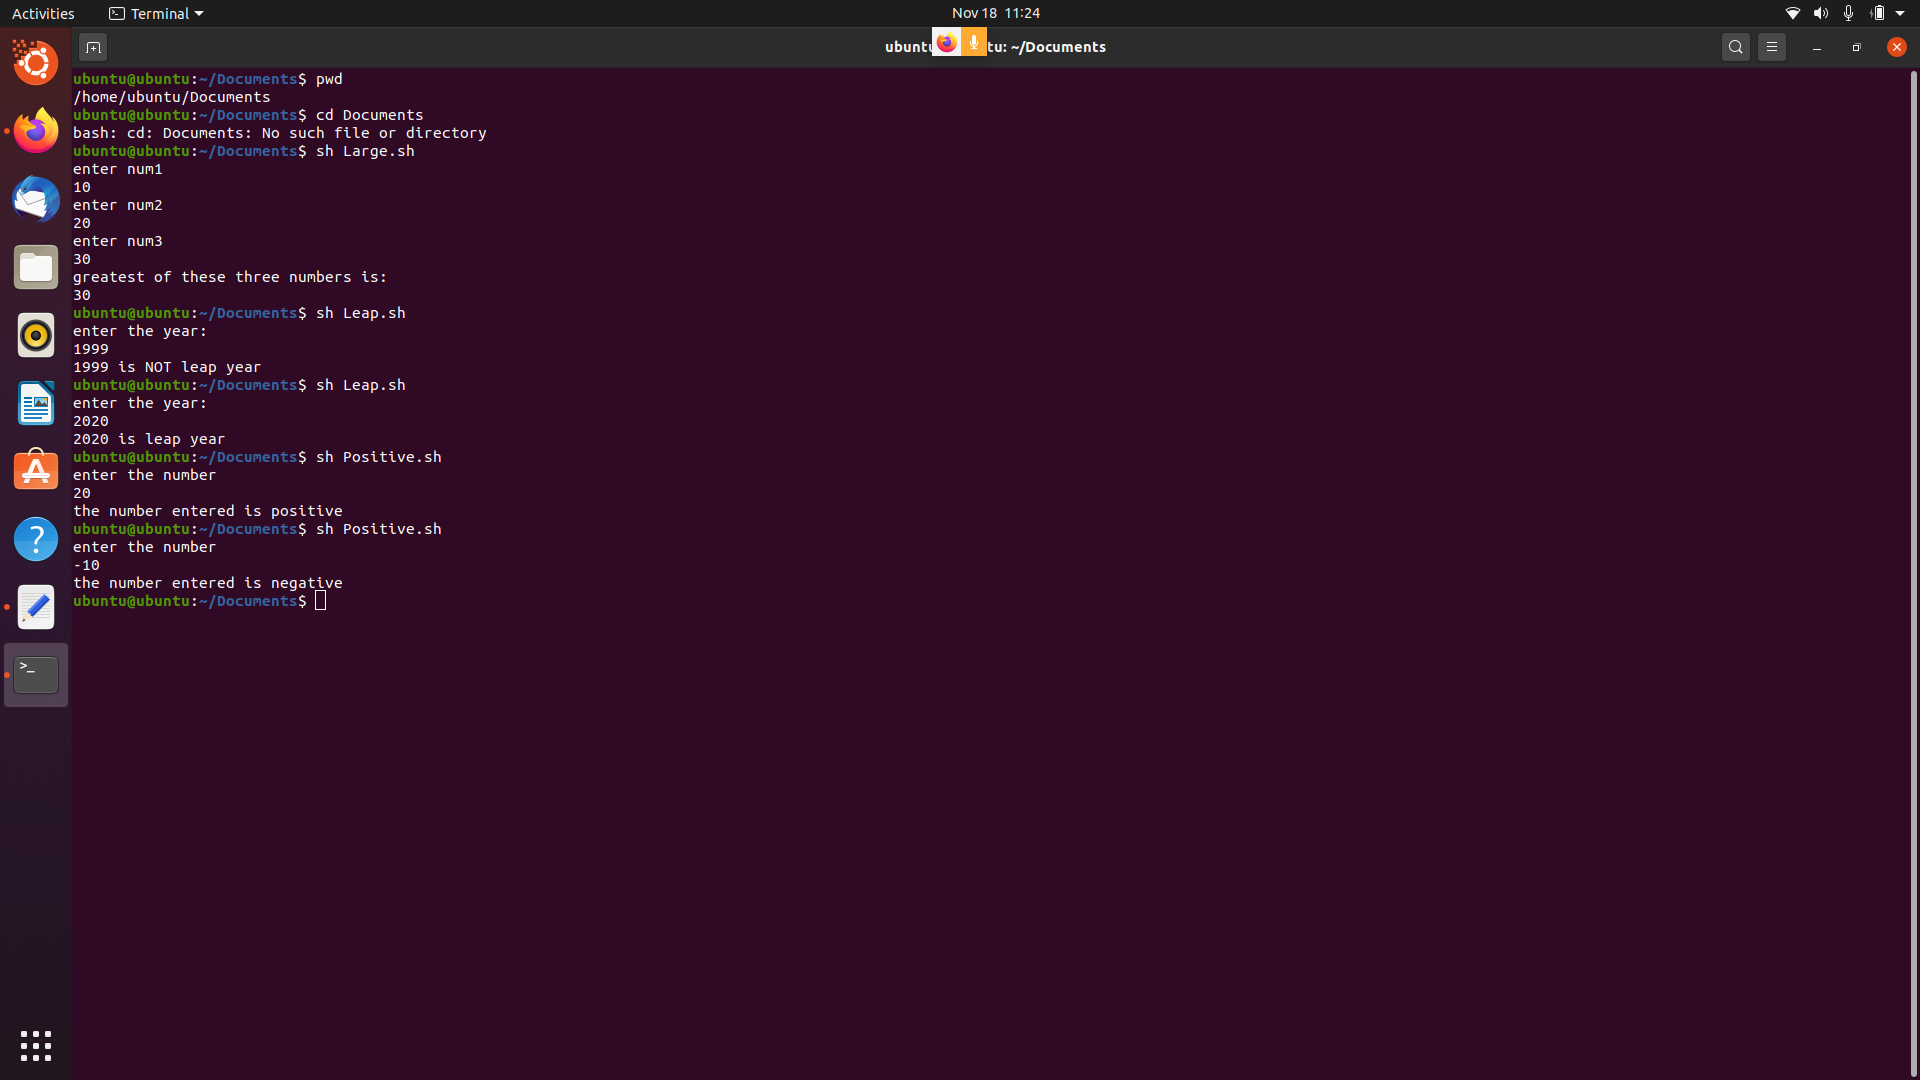 Activities
Terminal
Nov 18 11:24
ubuntu tu: ~/Documents
ubuntu@ubuntu:~/Documents$ pwd
/home/ubuntu/Documents
ubuntu@ubuntu:~/Documents$ cd Documents
bash: cd: Documents: No such file or directory
ubuntu@ubuntu:~/Documents$ sh Large.sh
enter num1
10
enter num2
20
enter num3
30
greatest of these three numbers is:
30
ubuntu@ubuntu:~/Documents$ sh Leap.sh
enter the year:
1999
1999 is NOT leap year
ubuntu@ubuntu:~/Documents$ sh Leap.sh
enter the year:
2020
2020 is leap year
ubuntu@ubuntu:~/Documents$ sh Positive.sh
enter the number
20
the number entered is positive
ubuntu@ubuntu:~/Documents$ sh Positive.sh
enter the number
-10
the number entered is negative
ubuntu@ubuntu:~/Documents$